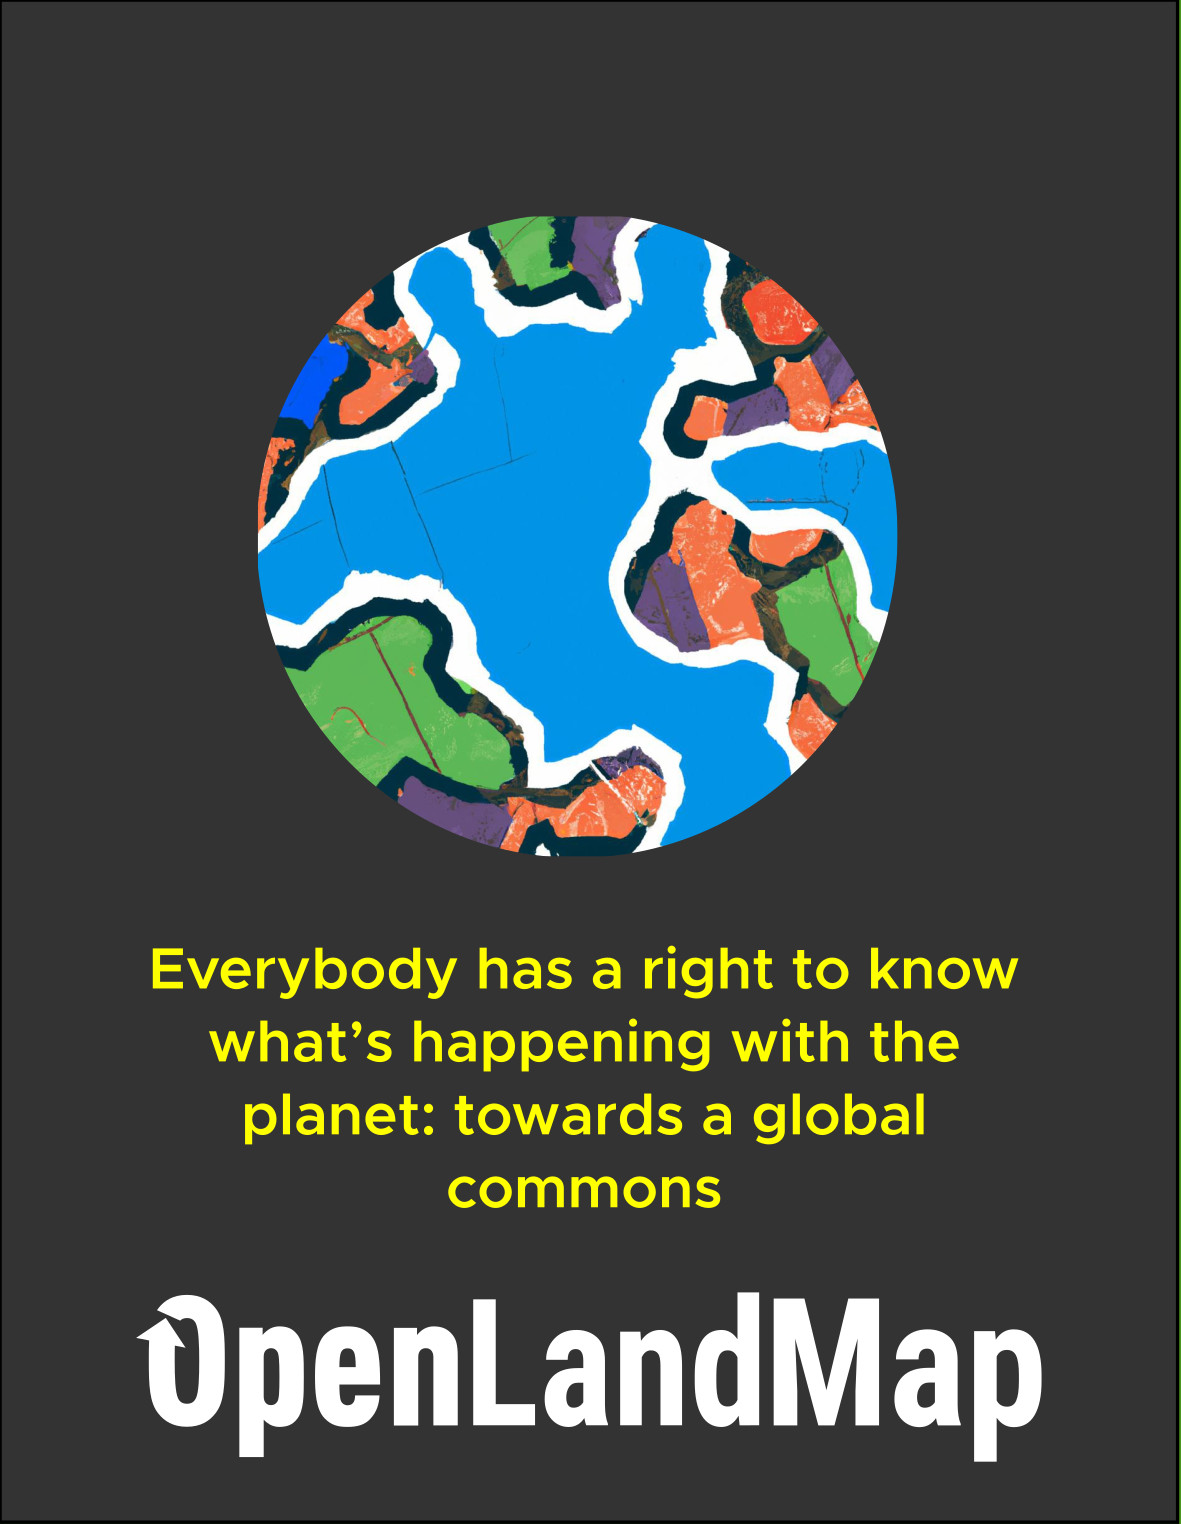 Everybody has a right to know
what’s happening with the
planet: towards a global
commons
OpenLandMap